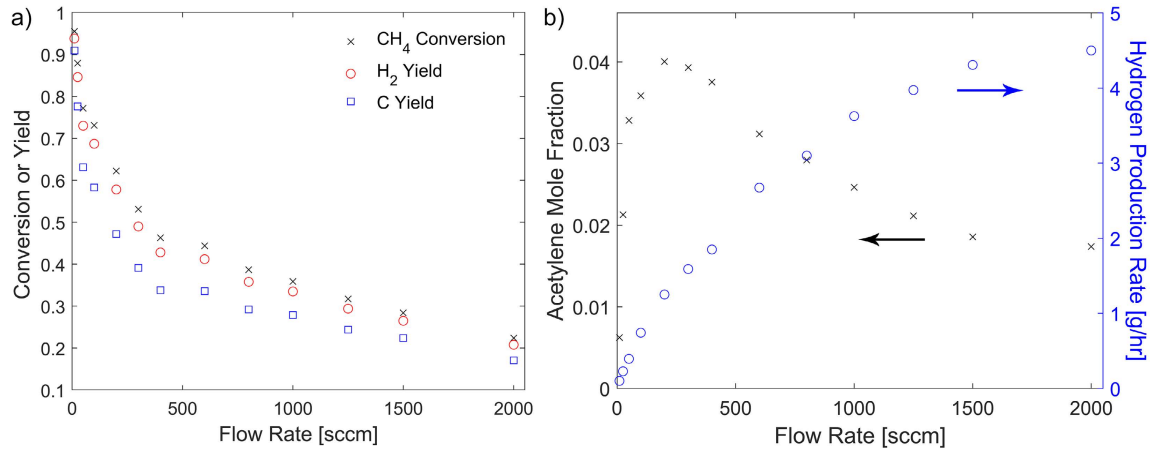 a)
1
0.9
0.8
0.7
0.6
0.5
0.4
0.3
0.2
0.1
Conversion or Yield
CH4 Conversion
H2 Yield
C Yield
0 500 1000 1500 2000
Flow Rate [sccm]
b)
0.04
0.03
0.02
0.01
0
Acetylene Mole Fraction
5
4
3
2
1
0
Hydrogen Production Rate [g/hr]
0 500 1000 1500 2000
Flow Rate [sccm]